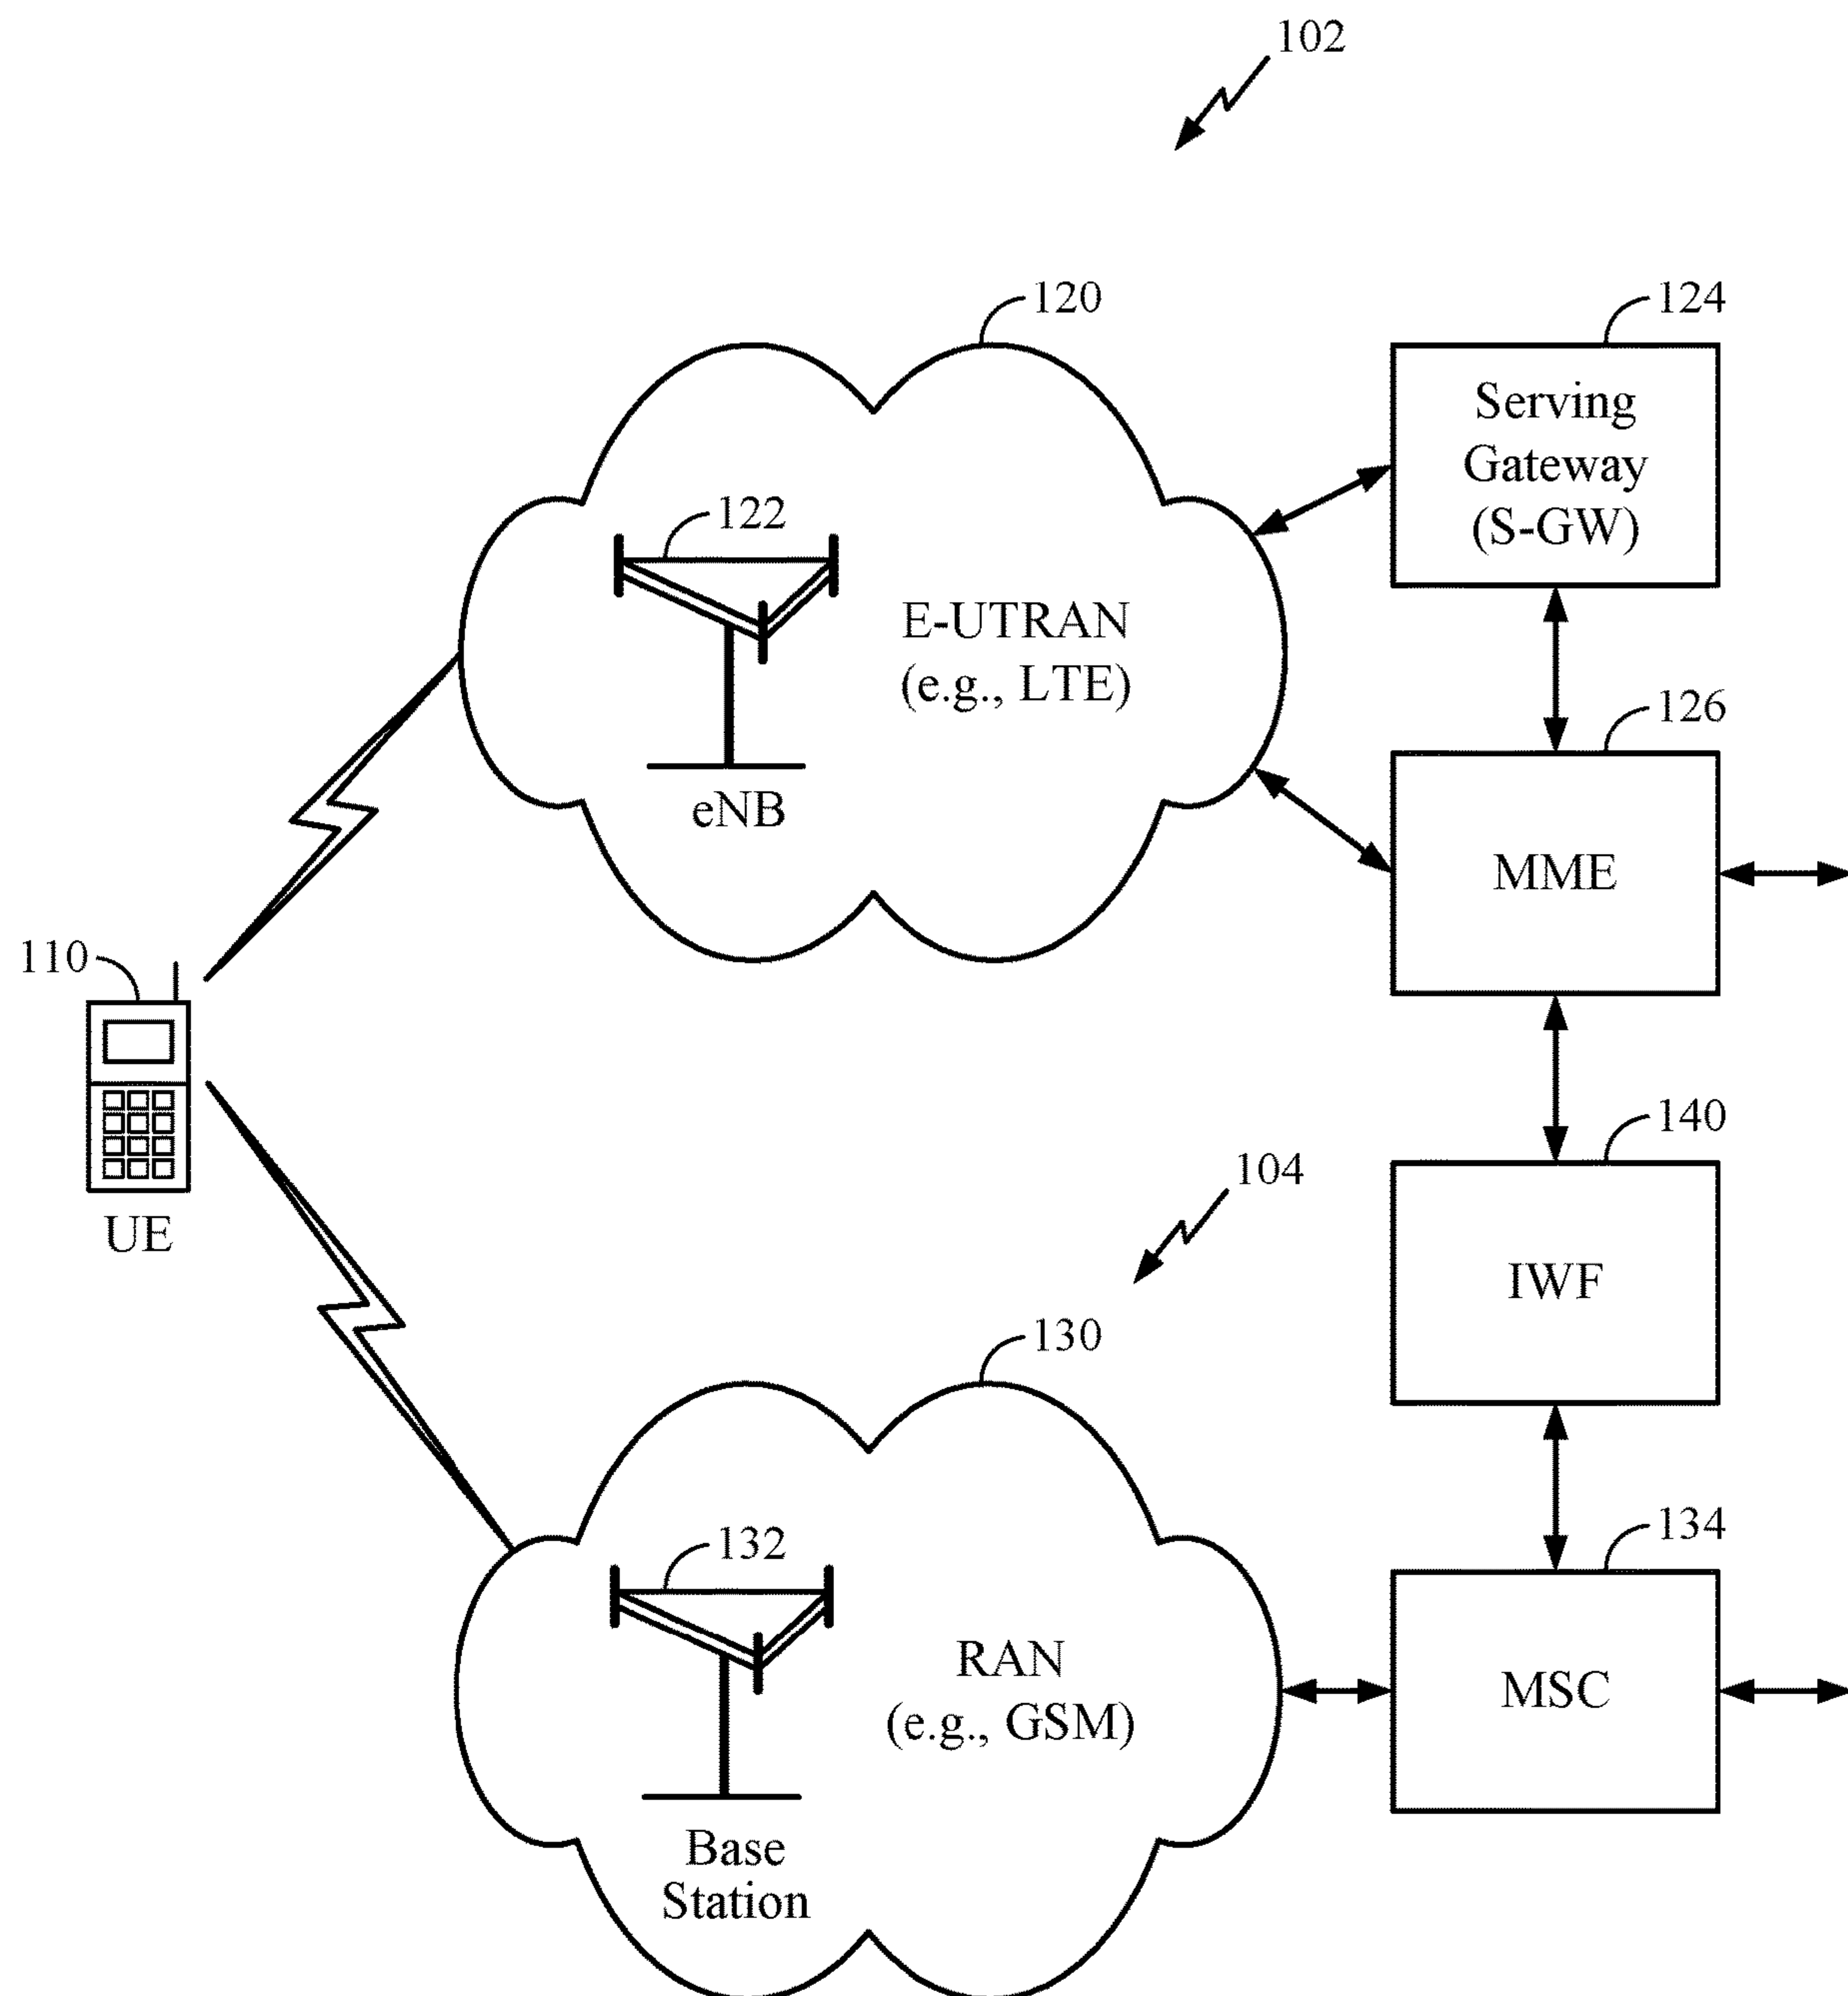 102
120
124
Serving
Gateway
(S-GW)
122
E-UTRAN
(e.g., LTE)
eNB
126
MME
110
UE
140
IWF
104
130
134
MSC
132
RAN
(e.g., GSM)
Base
Station